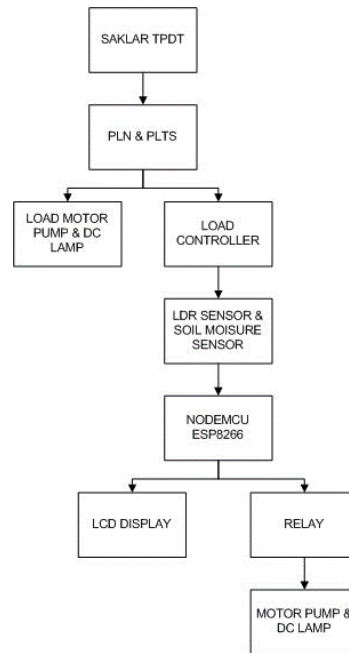 SAKLAR TPDT
PLN & PLTS
LOAD MOTOR
PUMP & DC
LAMP
LOAD
CONTROLLER
LDR SENSOR &
SOIL MOISURE
SENSOR
NODEMCU
ESP8266
LCD DISPLAY
RELAY
MOTOR PUMP &
DC LAMP